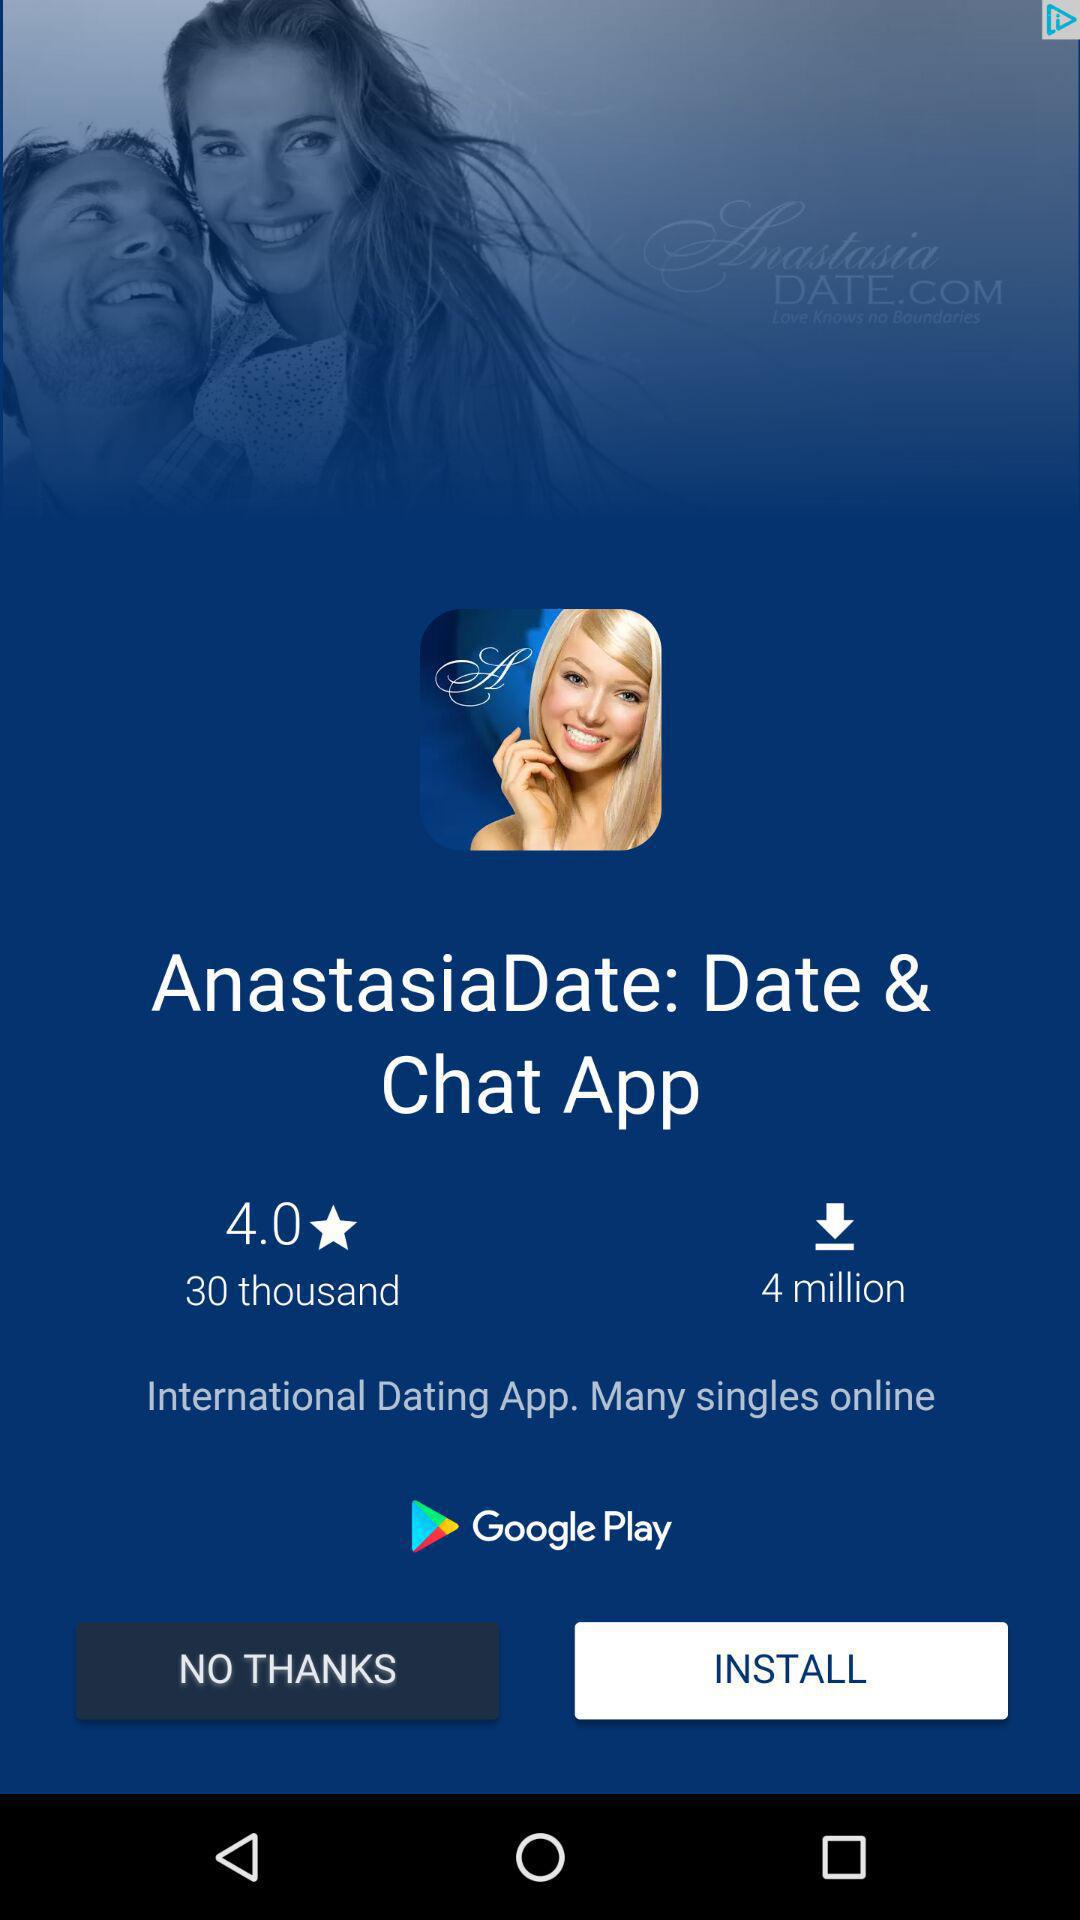 Anastasia
DATE.COM
Love Knows no Boundaries
A
AnastasiaDate: Date &
Chat App
4.0
30 thousand
4 million
International Dating App. Many singles online
Google Play
NO THANKS
INSTALL